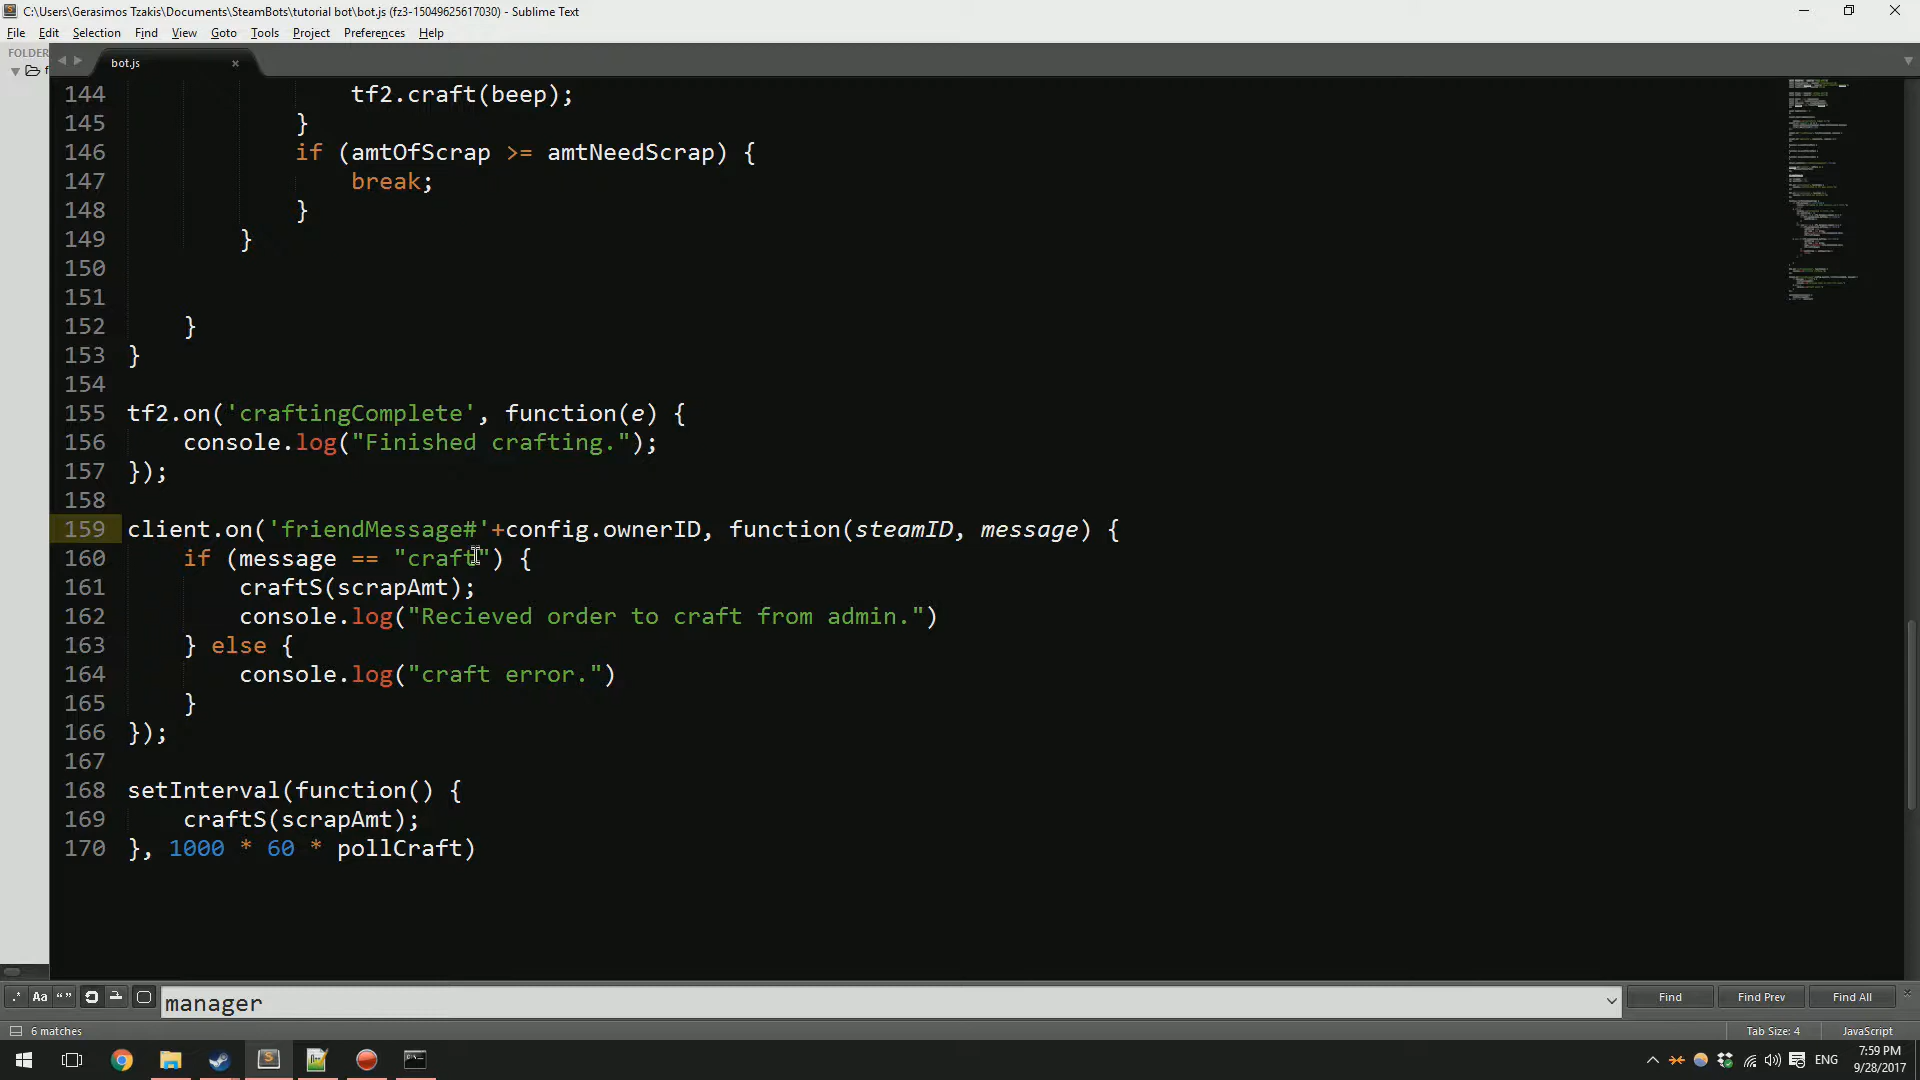 C:\Users\Gerasimos Tzakis\Documents\SteamBots\tutorial bot\bot.js (fz3-15049625617030) - Sublime Text
File Edit Selection Find View Goto Tools Project Preferences Help
FOLDER
bot.js
144 tf2.craft(beep);
145 }
146 if (amtOfScrap >= amtNeedScrap) {
147 break;
148 }
149 }
150
151
152 }
153 }
154
155 tf2.on('craftingComplete', function(e) {
156 console.log("Finished crafting.");
157 });
158
159 client.on('friendMessage#'+config.ownerID, function(steamID, message) {
160 if (message == "craft") {
161 craftS(scrapAmt);
162 console.log("Recieved order to craft from admin.")
163 } else {
164 console.log("craft error.")
165 }
166 });
167
168 setInterval(function() {
169 craftS(scrapAmt);
170 }, 1000 * 60 * pollCraft)
.* Aa “” manager Find Find Prev Find All
6 matches Tab Size: 4 JavaScript
ENG 7:59 PM
9/28/2017